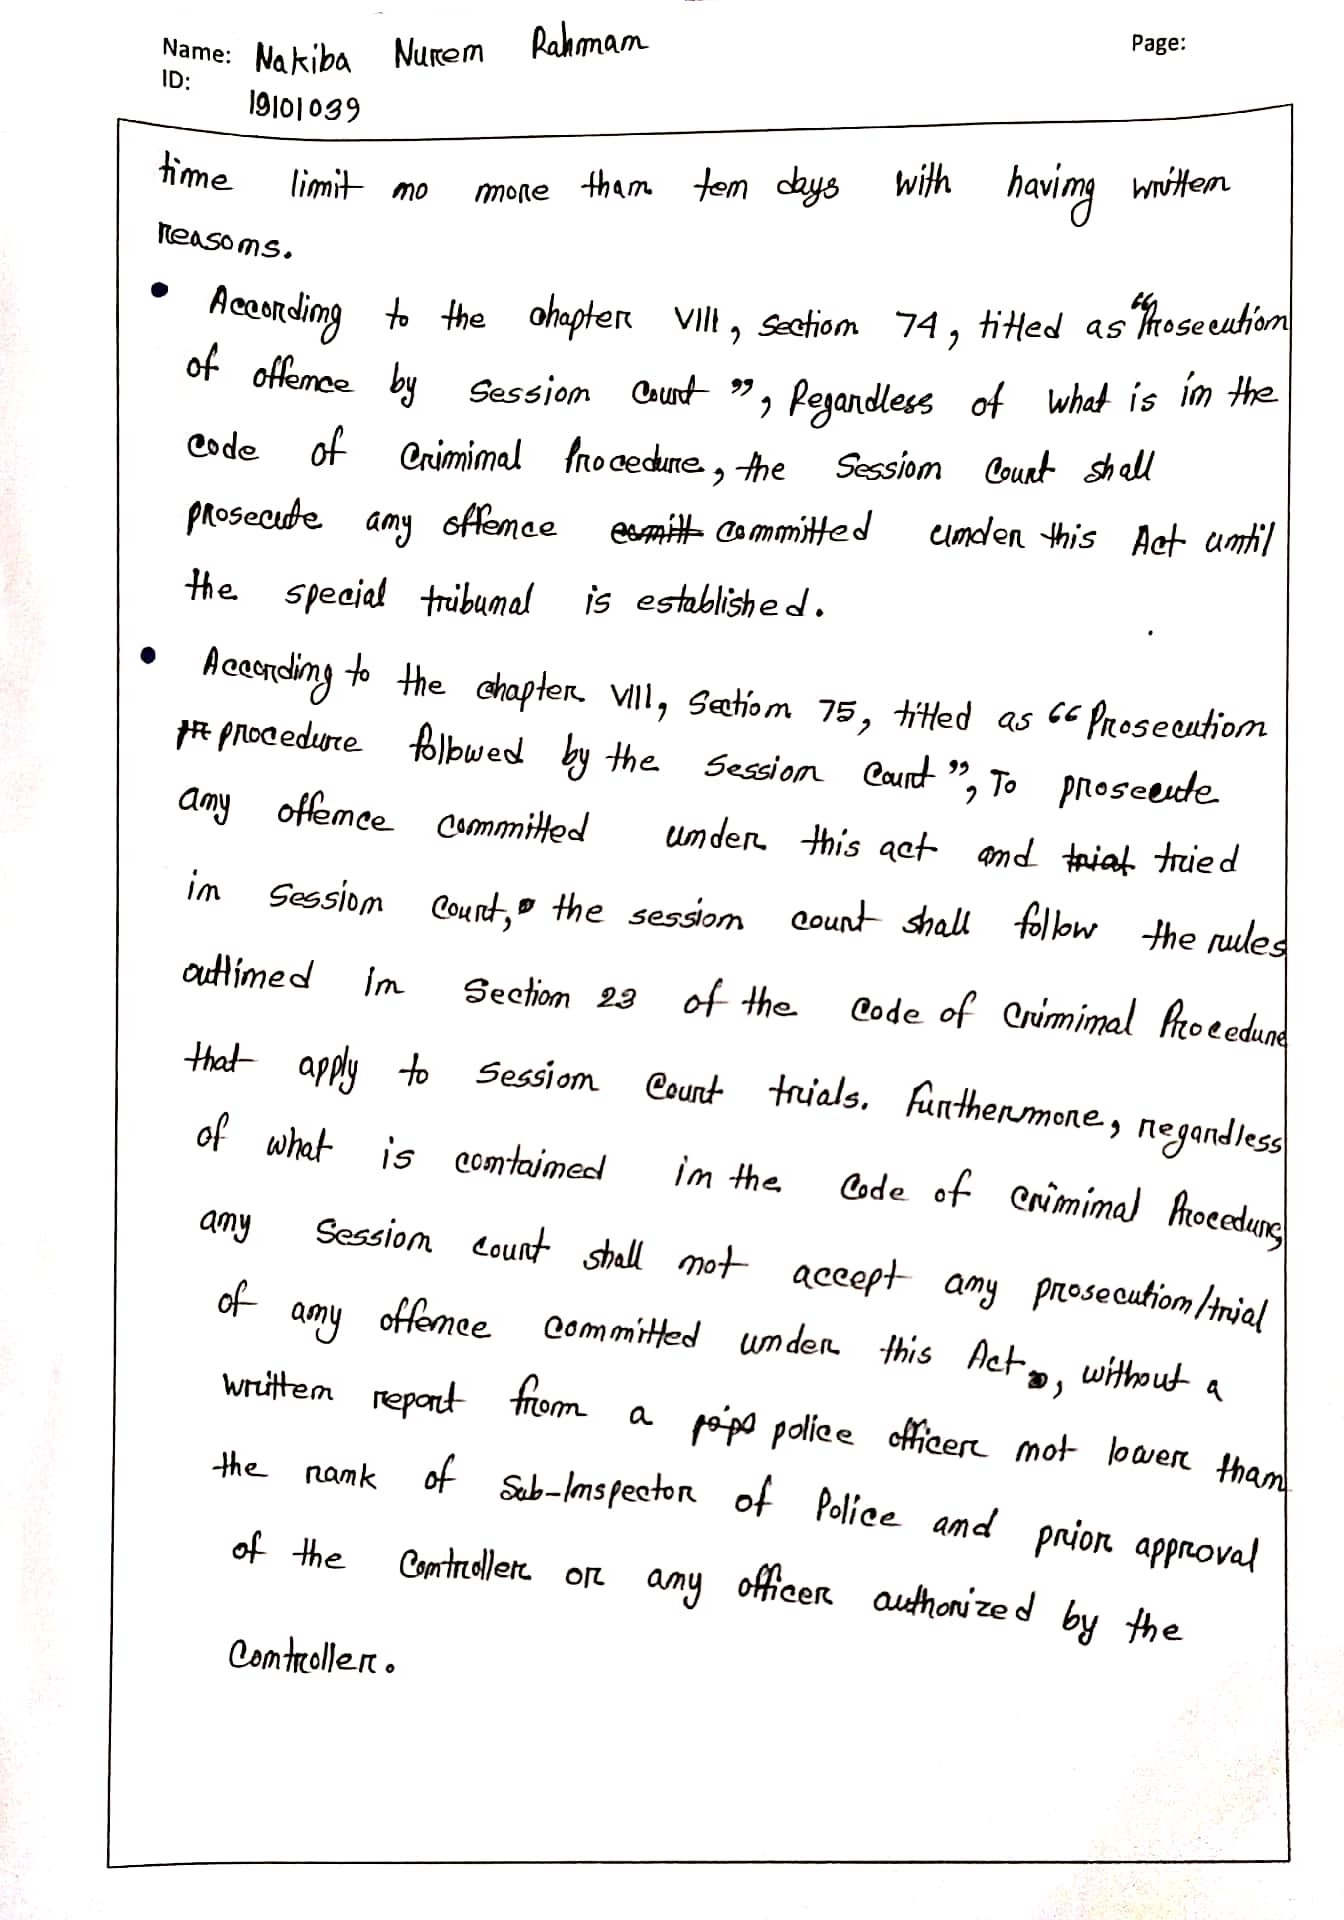 Name: Nakiba Nuren Rahman
Page:
ID: 19101039
time limit no more than ten days with having written
reasons.
• According to the chapter VIII, section 74, titled as "Prosecution
of offence by Session Court", Regardless of what is in the
code of Criminal Procedure, the Session Court shall
prosecute any offence comitt committed under this Act until
the special tribunal is established.
• According to the chapter VIII, Section 75, titled as "Prosecution
pr procedure followed by the Session Court", To prosecute
any offence committed under this act and trial tried
in Session Court, the session court shall follow the rules
outlined in Section 23 of the Code of Criminal Procedure
that apply to Session Court trials. Furthermore, regardless
of what is contained in the Code of Criminal Procedure,
any Session Court shall not accept any prosecution/trial
of any offence committed under this Act, without a
written report from a police officer not lower than
the rank of Sub-Inspector of Police and prior approval
of the Controller or any officer authorized by the
Controller.